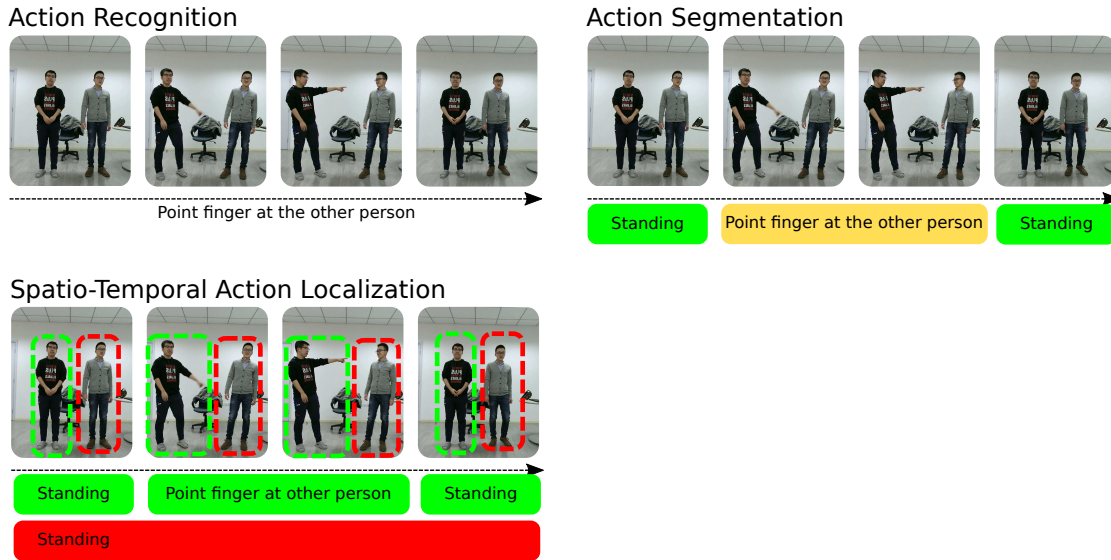 Action Recognition
Point finger at the other person
Action Segmentation
Standing
Point finger at the other person
Standing
Spatio-Temporal Action Localization
Standing
Point finger at other person
Standing
Standing